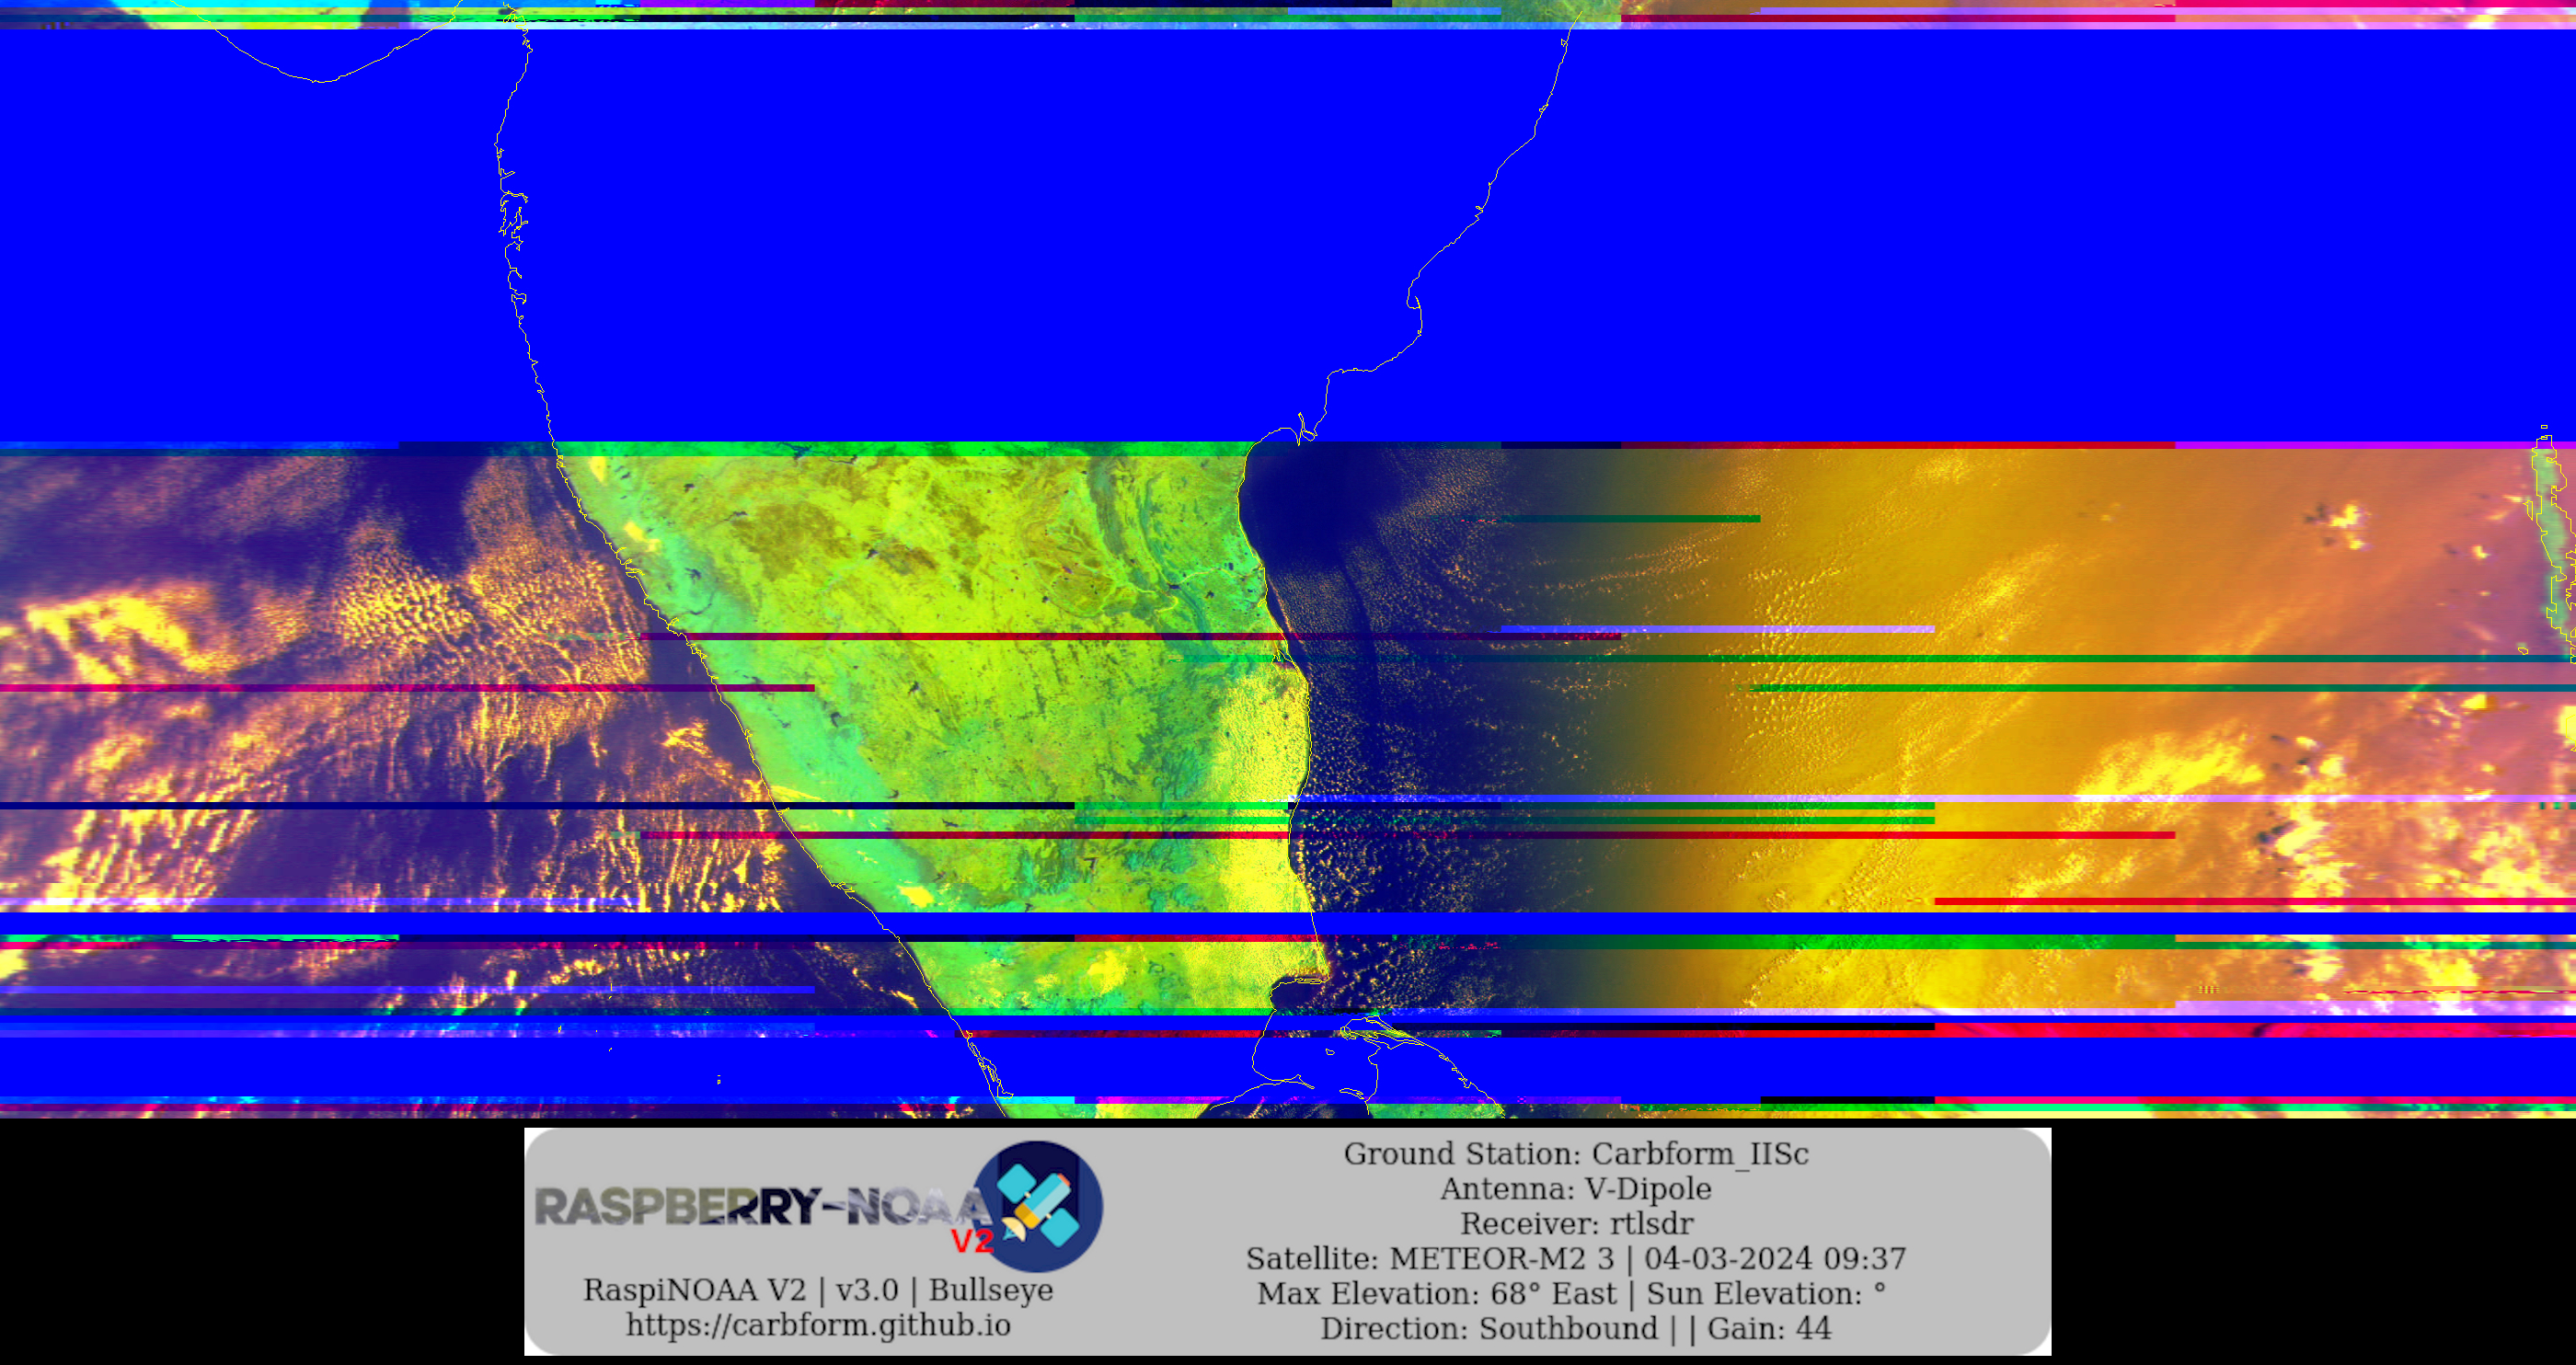 RASPBERRY-NOAA
V2
RaspiNOAA V2 | v3.0 | Bullseye
https://carbform.github.io
Ground Station: Carbform_IISc
Antenna: V-Dipole
Receiver: rtlsdr
Satellite: METEOR-M2 3 | 04-03-2024 09:37
Max Elevation: 68° East | Sun Elevation: °
Direction: Southbound | | Gain: 44